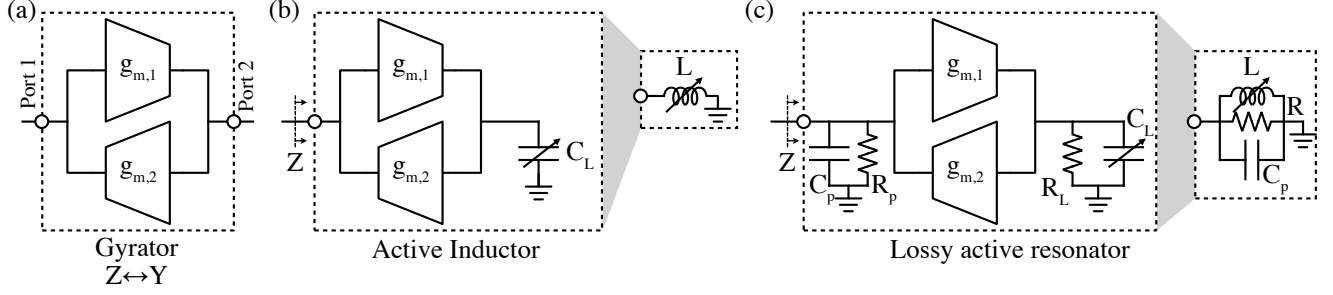 (a)
Port 1
g_{m,1}
g_{m,2}
Port 2
Gyrator
Z↔Y
(b)
Z
g_{m,1}
g_{m,2}
C_L
L
Active Inductor
(c)
Z
C_p
R_p
g_{m,1}
g_{m,2}
R_L
C_L
L
R
C_p
Lossy active resonator